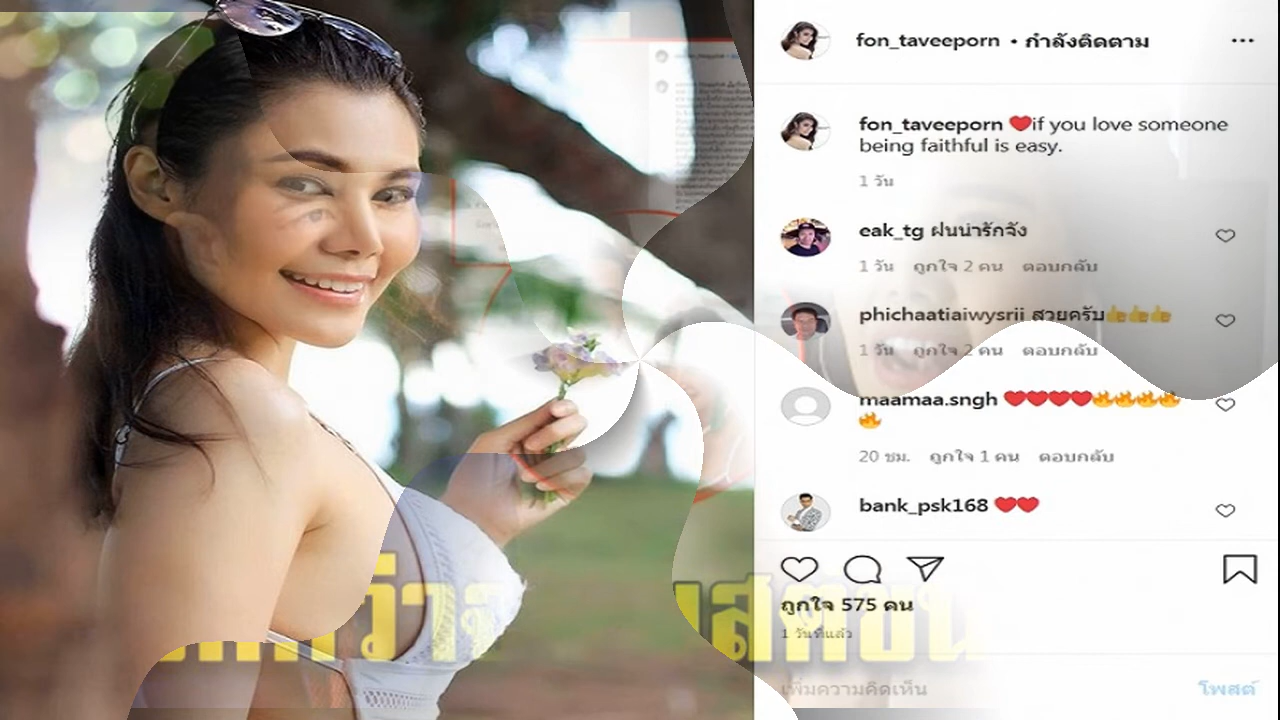 fon_taveeporn • กำลังติดตาม
fon_taveeporn ❤️if you love someone
being faithful is easy.
1 วัน
eak_tg ฝนน่ารักจัง
1 วัน ถูกใจ 2 คน ตอบกลับ
phichaatiaiwysrii สวยครับ👍👍👍
1 วัน ถูกใจ 2 คน ตอบกลับ
maamaa.sngh ❤️❤️❤️❤️🔥🔥🔥🔥
🔥
20 ชม. ถูกใจ 1 คน ตอบกลับ
bank_psk168 ❤️❤️
ถูกใจ 575 คน
1 วันที่แล้ว
เพิ่มความคิดเห็น
โพสต์